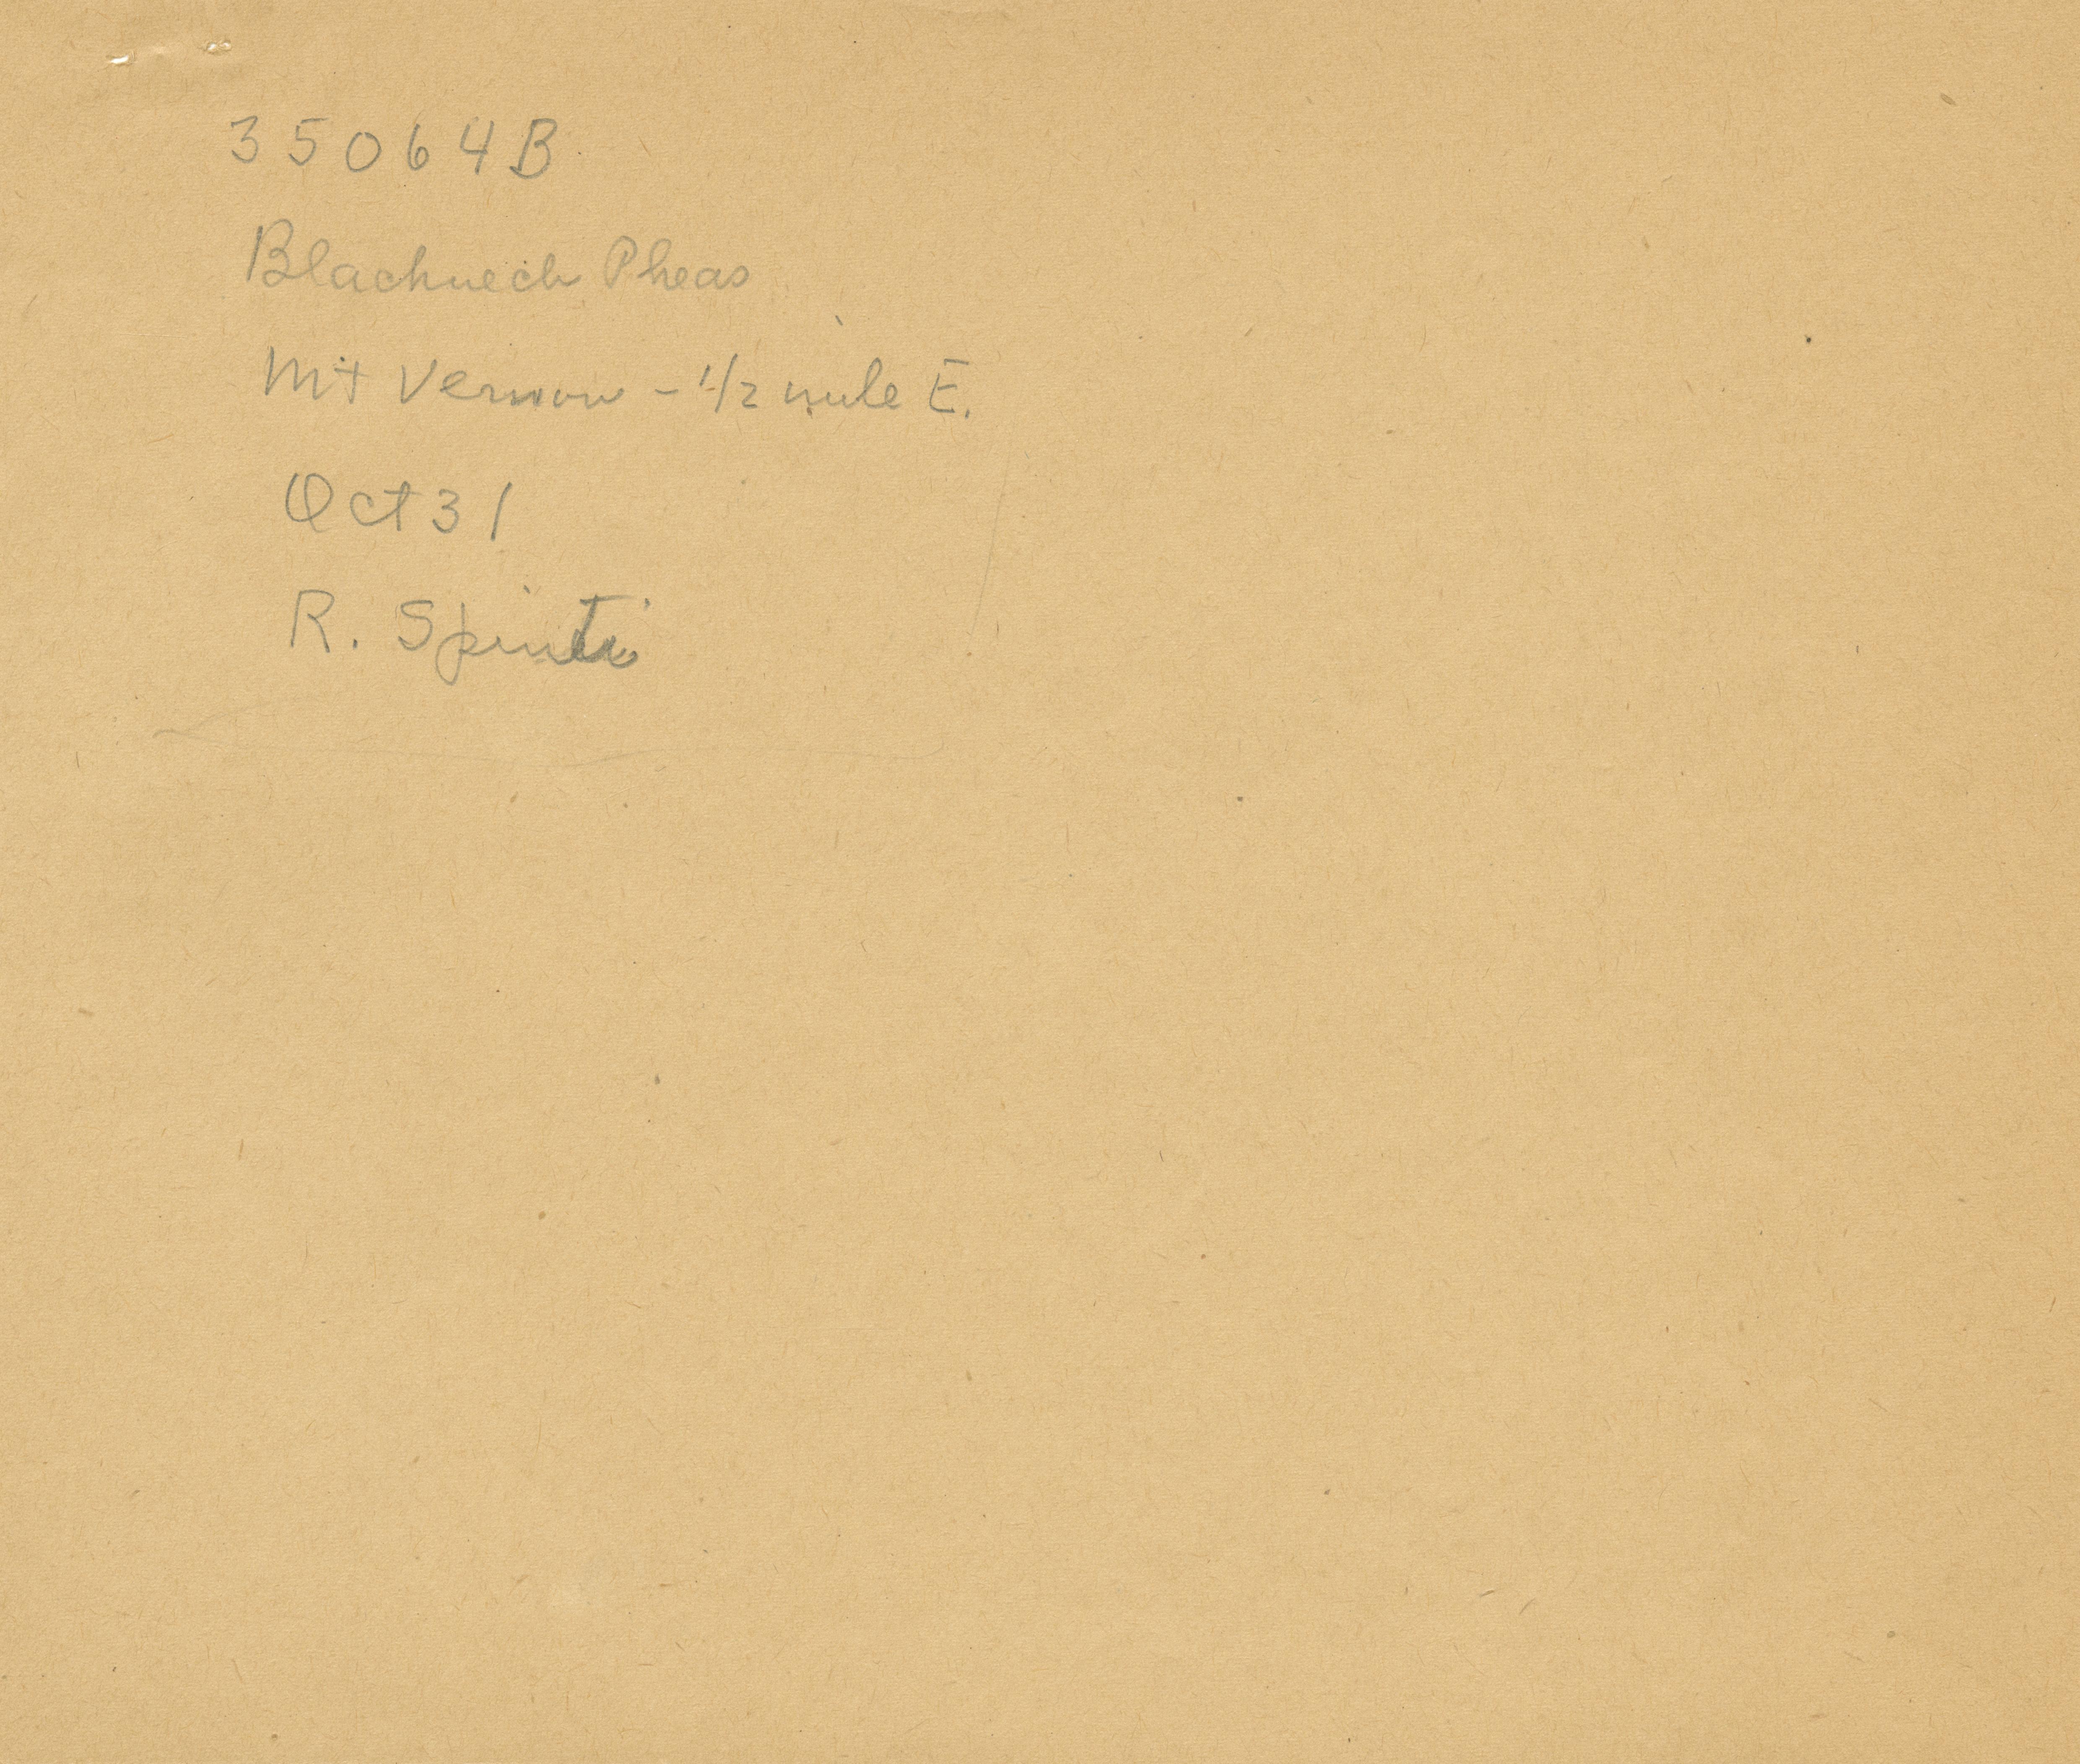 35064B
Blackneck Pheas
Mt Vernon - 1/2 mile E.
Oct 31
R. Spinti